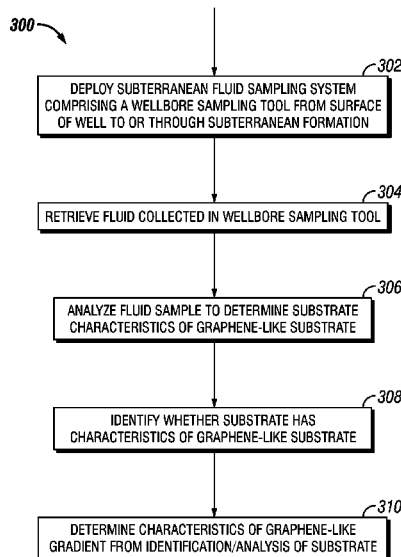 300
302
DEPLOY SUBTERRANEAN FLUID SAMPLING SYSTEM
COMPRISING A WELLBORE SAMPLING TOOL FROM SURFACE
OF WELL TO OR THROUGH SUBTERRANEAN FORMATION
304
RETRIEVE FLUID COLLECTED IN WELLBORE SAMPLING TOOL
306
ANALYZE FLUID SAMPLE TO DETERMINE SUBSTRATE
CHARACTERISTICS OF GRAPHENE-LIKE SUBSTRATE
308
IDENTIFY WHETHER SUBSTRATE HAS
CHARACTERISTICS OF GRAPHENE-LIKE SUBSTRATE
310
DETERMINE CHARACTERISTICS OF GRAPHENE-LIKE
GRADIENT FROM IDENTIFICATION/ANALYSIS OF SUBSTRATE